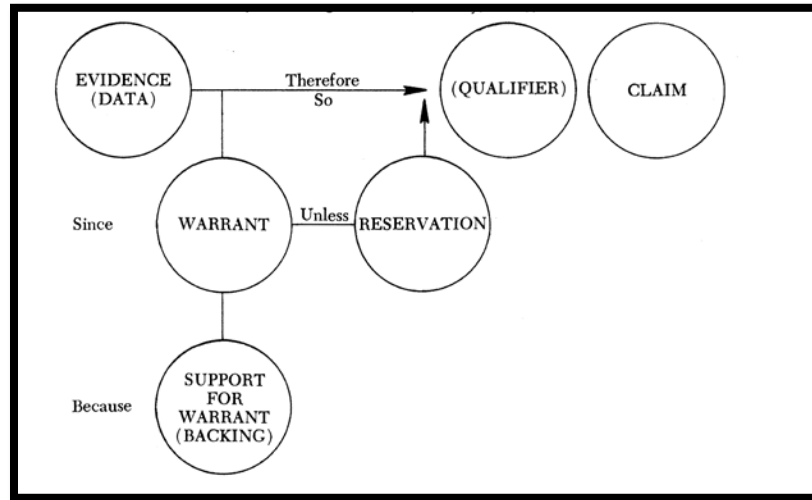 EVIDENCE
(DATA)
Therefore
So
(QUALIFIER)
CLAIM
Since
WARRANT
Unless
RESERVATION
Because
SUPPORT
FOR
WARRANT
(BACKING)